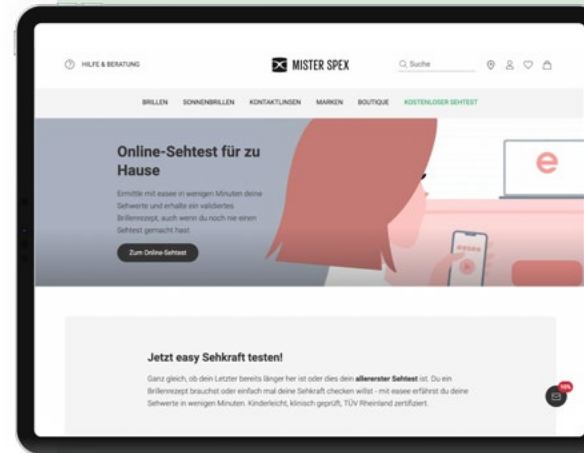 HILFE & BERATUNG
MISTER SPEX
Suche
BRILLEN SONNENBRILLEN KONTAKTLINSEN MARKEN BOUTIQUE KOSTENLOSER SEHTEST
Online-Sehtest für zu
Hause
Ermittle mit easee in wenigen Minuten deine
Sehwerte und erhalte ein validiertes
Brillenrezept, auch wenn du noch nie einen
Sehtest gemacht hast
Zum Online-Sehtest
e
Jetzt easy Sehkraft testen!
Ganz gleich, ob dein Letzter bereits länger her ist oder dies dein allererster Sehtest ist. Du ein
Brillenrezept brauchst oder einfach mal deine Sehkraft checken willst - mit easee erfährst du deine
Sehwerte in wenigen Minuten. Kinderleicht, klinisch geprüft, TÜV Rheinland zertifiziert.
10%